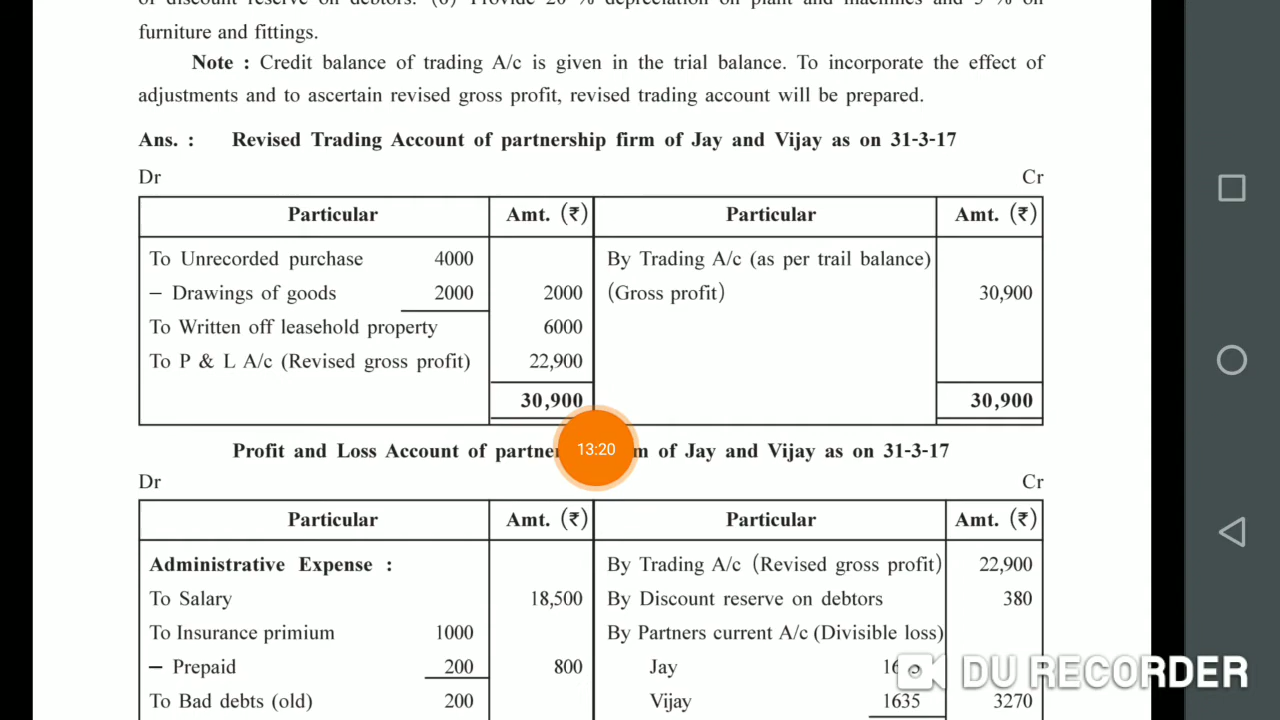 furniture and fittings.
Note : Credit balance of trading A/c is given in the trial balance. To incorporate the effect of
adjustments and to ascertain revised gross profit, revised trading account will be prepared.
Ans. : Revised Trading Account of partnership firm of Jay and Vijay as on 31-3-17
Dr Cr
Particular Amt. (₹) Particular Amt. (₹)
To Unrecorded purchase 4000 By Trading A/c (as per trail balance)
– Drawings of goods 2000 2000 (Gross profit) 30,900
To Written off leasehold property 6000
To P & L A/c (Revised gross profit) 22,900
30,900 30,900
13:20
Profit and Loss Account of of Jay and Vijay as on 31-3-17
Dr Cr
Particular Amt. (₹) Particular Amt. (₹)
Administrative Expense : By Trading A/c (Revised gross profit) 22,900
To Salary 18,500 By Discount reserve on debtors 380
To Insurance primium 1000 By Partners current A/c (Divisible loss)
– Prepaid 200 800 Jay
To Bad debts (old) 200 Vijay 1635 3270
DU RECORDER